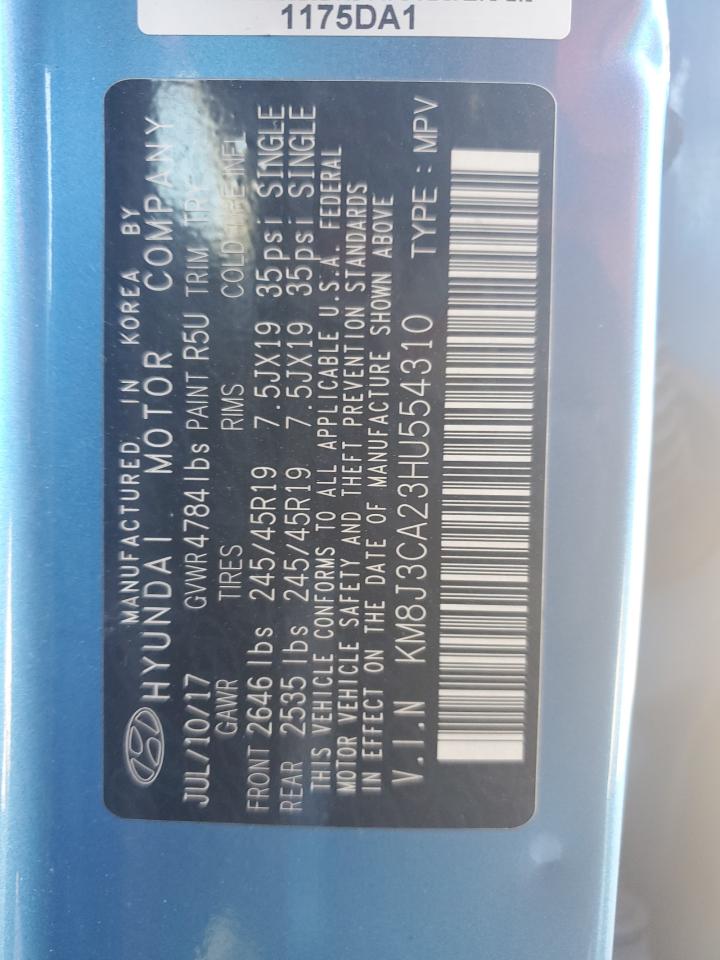 1175DA1
MANUFACTURED IN KOREA BY
HYUNDAI MOTOR COMPANY
JUL/10/17 GVWR 4784 lbs PAINT R5U TRIM TRY
GAWR TIRES RIMS COLD TIRE INFL
FRONT 2646 lbs 245/45R19 7.5JX19 35psi SINGLE
REAR 2535 lbs 245/45R19 7.5JX19 35psi SINGLE
THIS VEHICLE CONFORMS TO ALL APPLICABLE U.S.A. FEDERAL
MOTOR VEHICLE SAFETY AND THEFT PREVENTION STANDARDS
IN EFFECT ON THE DATE OF MANUFACTURE SHOWN ABOVE
V.I.N KM8J3CA23HU554310 TYPE : MPV